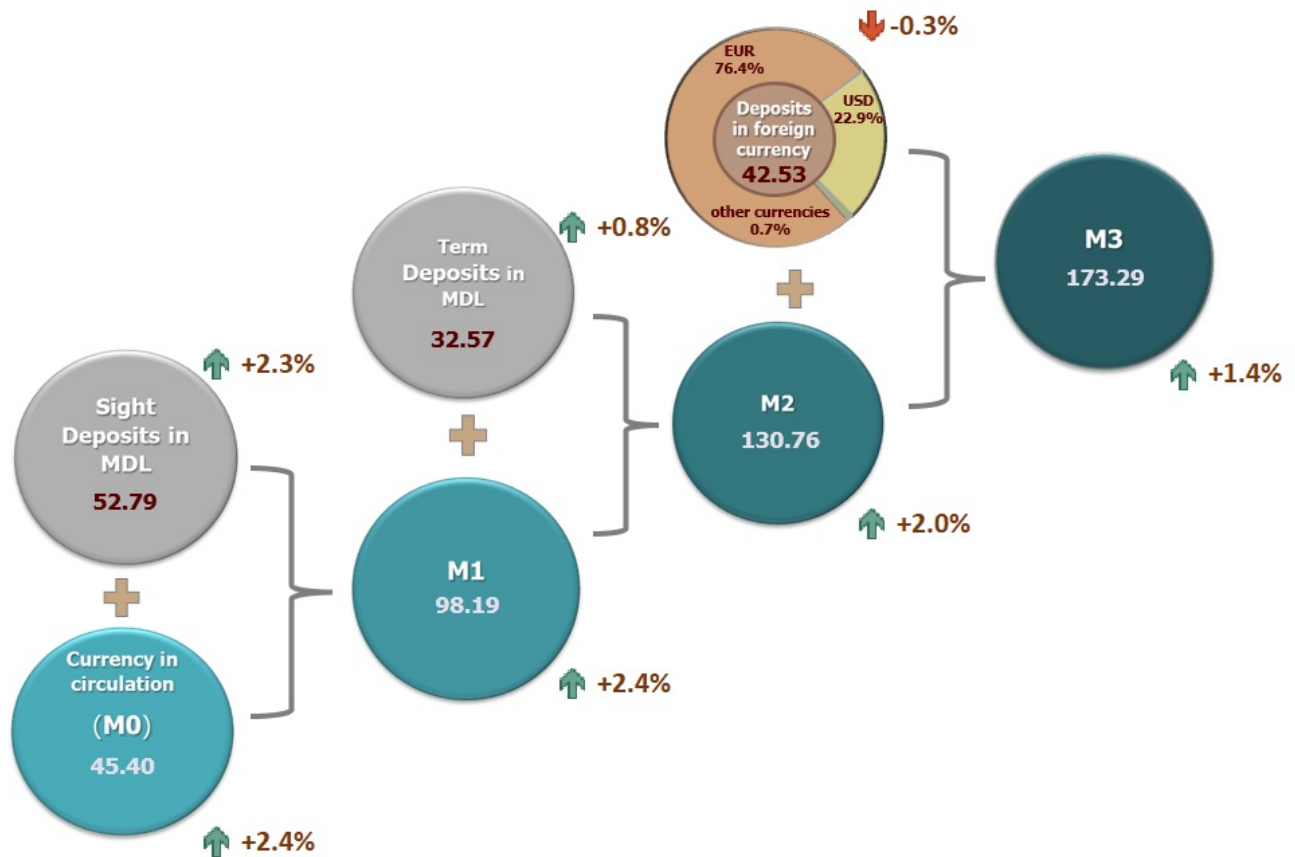 -0.3%
EUR
76.4%
USD
22.9%
Deposits
in foreign
currency
42.53
other currencies
0.7%
Term
Deposits in
MDL
32.57
+0.8%
M3
173.29
+1.4%
Sight
Deposits in
MDL
52.79
+2.3%
M2
130.76
+2.0%
M1
98.19
+2.4%
Currency in
circulation
(M0)
45.40
+2.4%